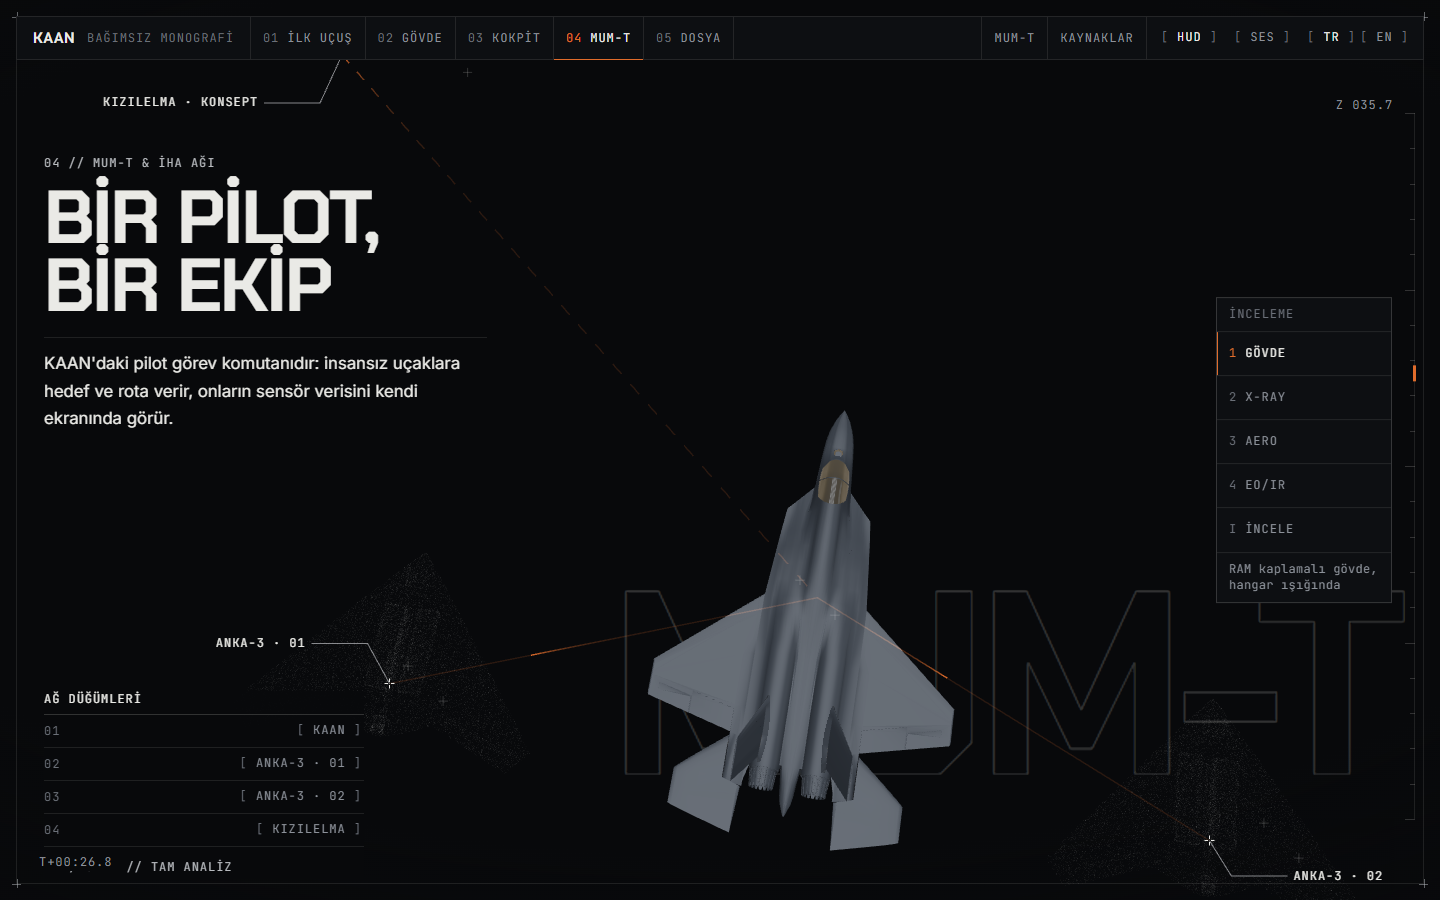 KAAN BAĞIMSIZ MONOGRAFİ 01 İLK UÇUŞ 02 GÖVDE 03 KOKPİT 04 MUM-T 05 DOSYA MUM-T KAYNAKLAR [ HUD ] [ SES ] [ TR ] [ EN ]
KIZILELMA · KONSEPT
Z 035.7
04 // MUM-T & İHA AĞI
BİR PİLOT,
BİR EKİP
KAAN'daki pilot görev komutanıdır: insansız uçaklara
hedef ve rota verir, onların sensör verisini kendi
ekranında görür.
İNCELEME
1 GÖVDE
2 X-RAY
3 AERO
4 EO/IR
I İNCELE
RAM kaplamalı gövde,
hangar ışığında
MUM-T
ANKA-3 · 01
AĞ DÜĞÜMLERİ
01 [ KAAN ]
02 [ ANKA-3 · 01 ]
03 [ ANKA-3 · 02 ]
04 [ KIZILELMA ]
T+00:26.8 // TAM ANALİZ
ANKA-3 · 02